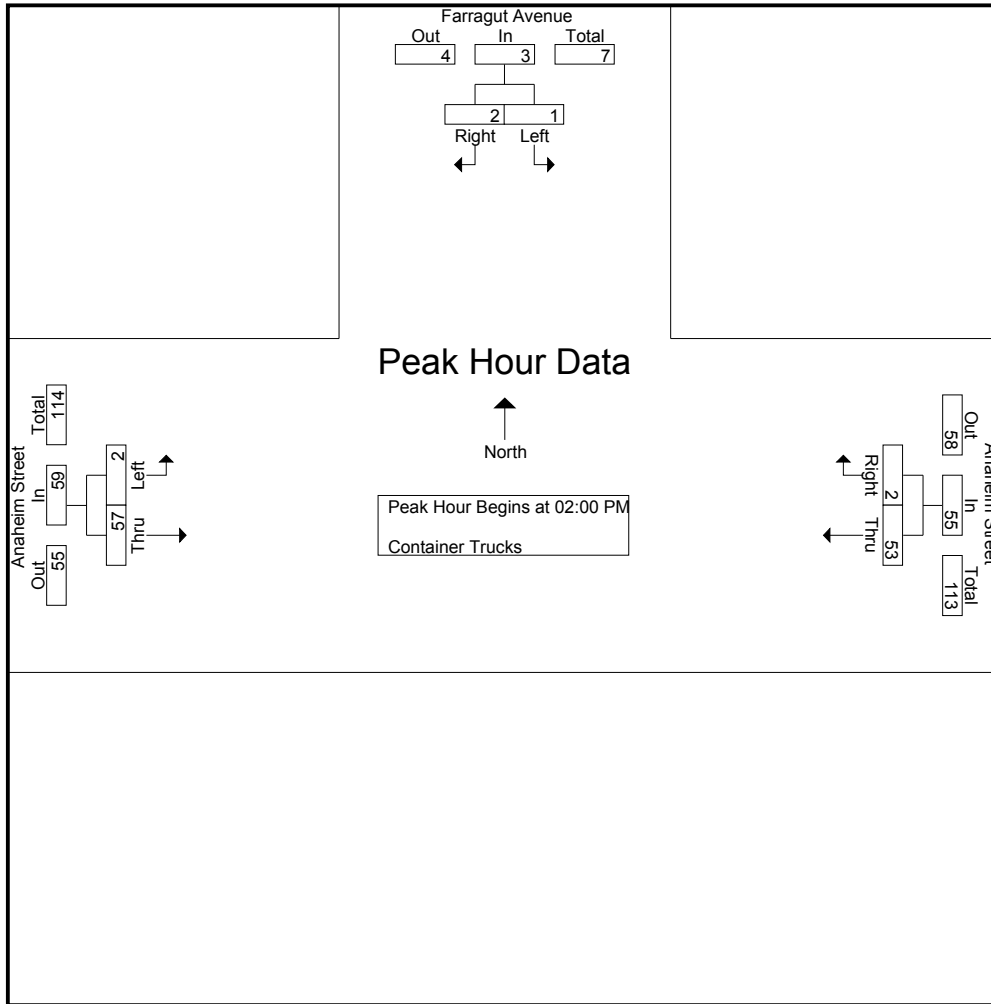 Farragut Avenue
Out In Total
4 3 7
2 1
Right Left
Peak Hour Data
North
Peak Hour Begins at 02:00 PM
Container Trucks
Anaheim Street
Total In Out
114 59 55
2 57
Left Thru
Anaheim Street
Out In Total
58 55 113
Right Thru
2 53